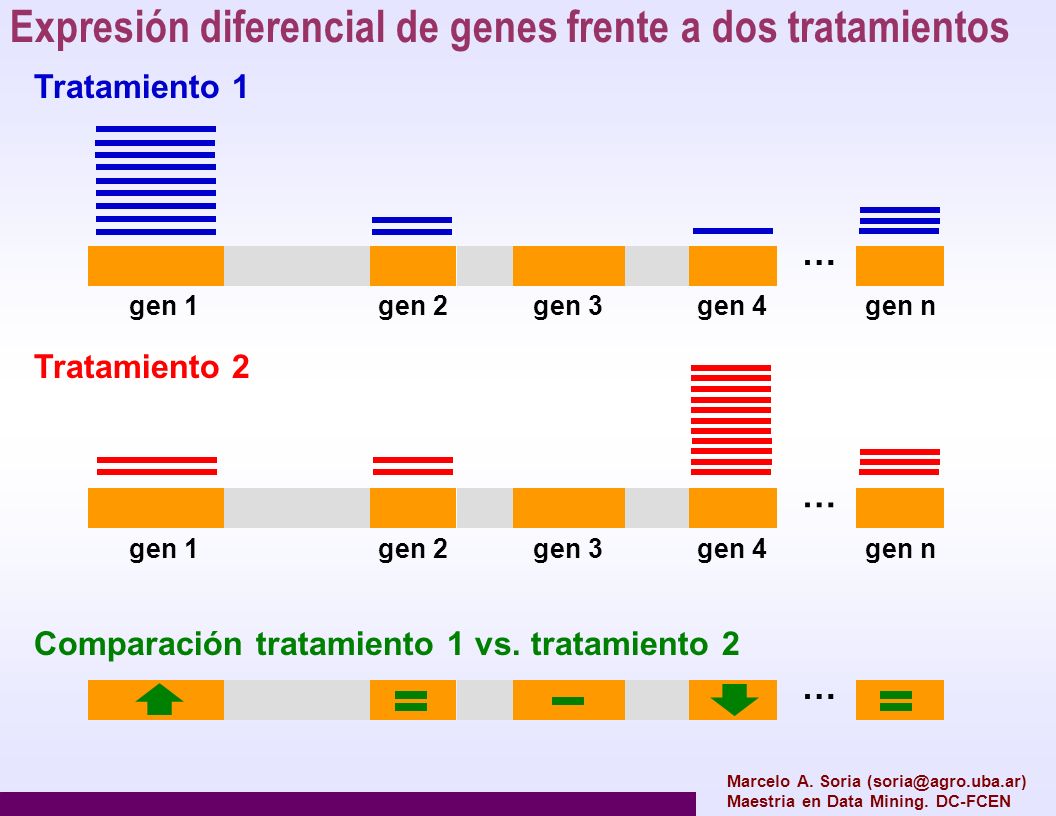 Expresión diferencial de genes frente a dos tratamientos
Tratamiento 1
...
gen 1 gen 2 gen 3 gen 4 gen n
Tratamiento 2
...
gen 1 gen 2 gen 3 gen 4 gen n
Comparación tratamiento 1 vs. tratamiento 2
= – ... =
Marcelo A. Soria (soria@agro.uba.ar)
Maestria en Data Mining. DC-FCEN